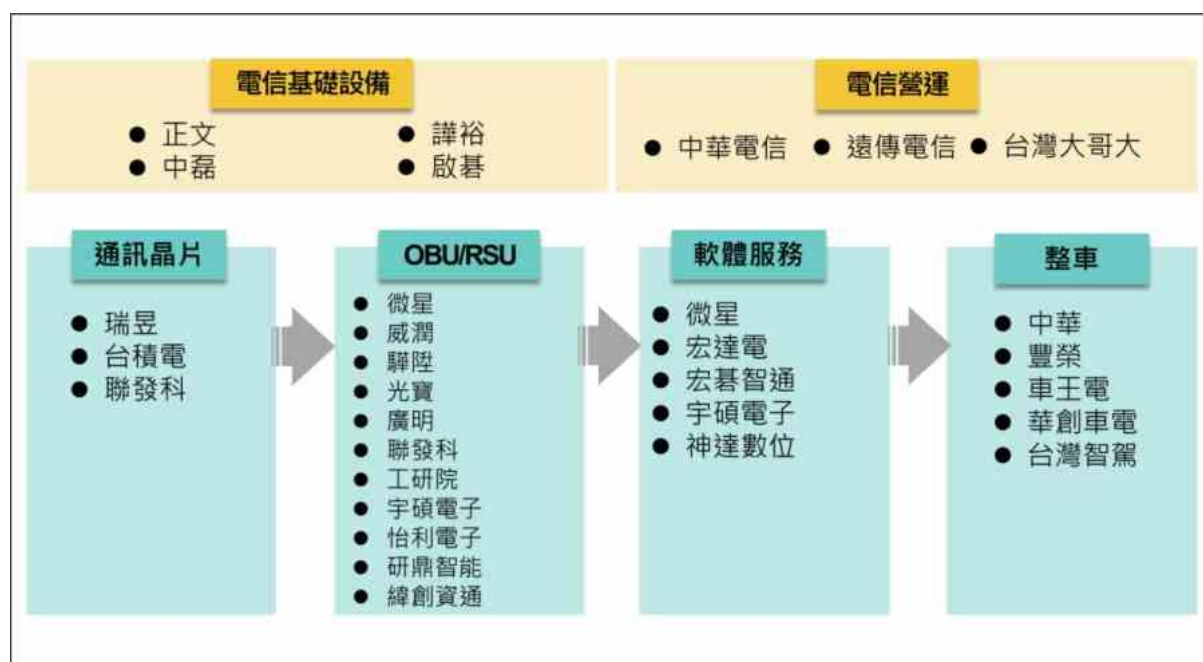 電信基礎設備
● 正文
● 中磊
● 譁裕
● 啟碁
電信營運
● 中華電信 ● 遠傳電信 ● 台灣大哥大
通訊晶片
● 瑞昱
● 台積電
● 聯發科
OBU/RSU
● 微星
● 威潤
● 驊陞
● 光寶
● 廣明
● 聯發科
● 工研院
● 宇碩電子
● 怡利電子
● 研鼎智能
● 緯創資通
軟體服務
● 微星
● 宏達電
● 宏碁智通
● 宇碩電子
● 神達數位
整車
● 中華
● 豐榮
● 車王電
● 華創車電
● 台灣智駕